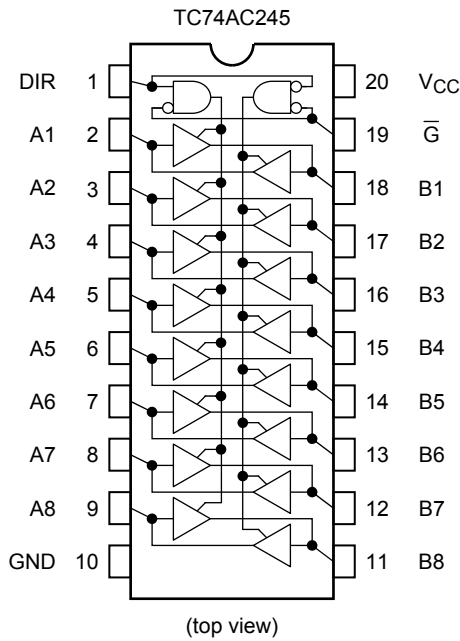 TC74AC245
DIR 1 20 VCC
A1 2 19 G̅
A2 3 18 B1
A3 4 17 B2
A4 5 16 B3
A5 6 15 B4
A6 7 14 B5
A7 8 13 B6
A8 9 12 B7
GND 10 11 B8
(top view)